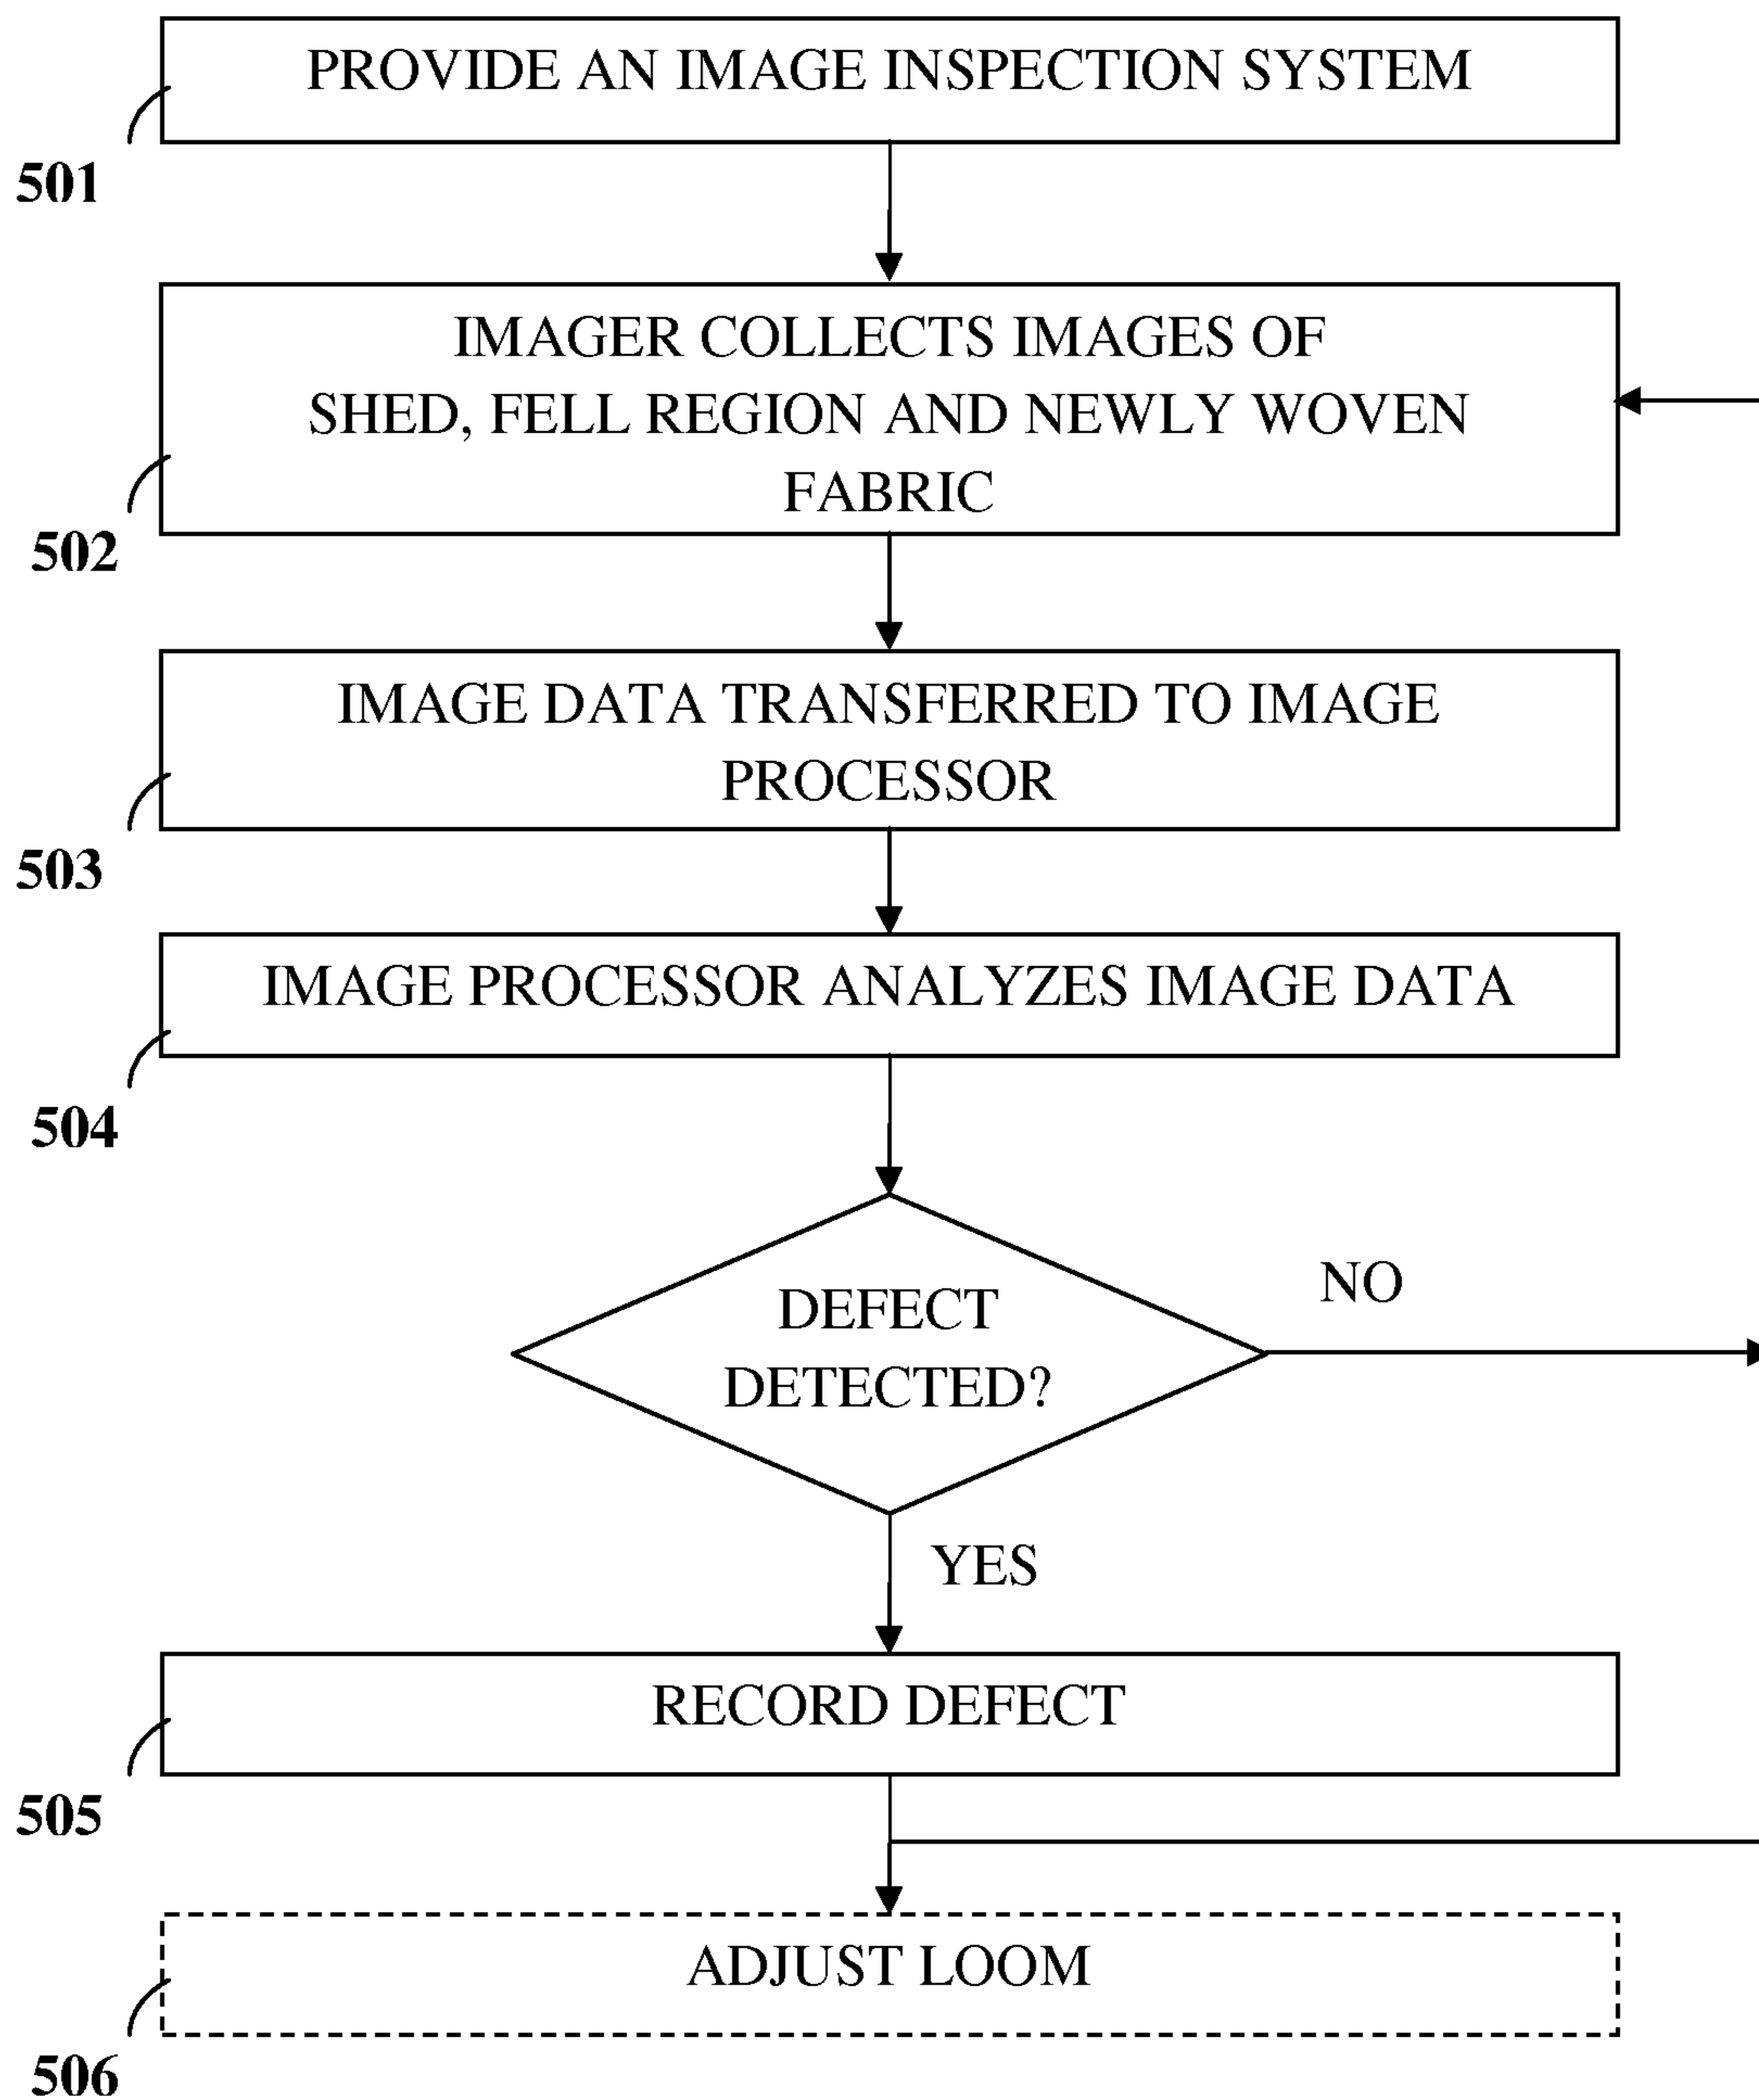 PROVIDE AN IMAGE INSPECTION SYSTEM
501
IMAGER COLLECTS IMAGES OF
SHED, FELL REGION AND NEWLY WOVEN
FABRIC
502
IMAGE DATA TRANSFERRED TO IMAGE
PROCESSOR
503
IMAGE PROCESSOR ANALYZES IMAGE DATA
504
DEFECT
DETECTED?
NO
YES
RECORD DEFECT
505
ADJUST LOOM
506